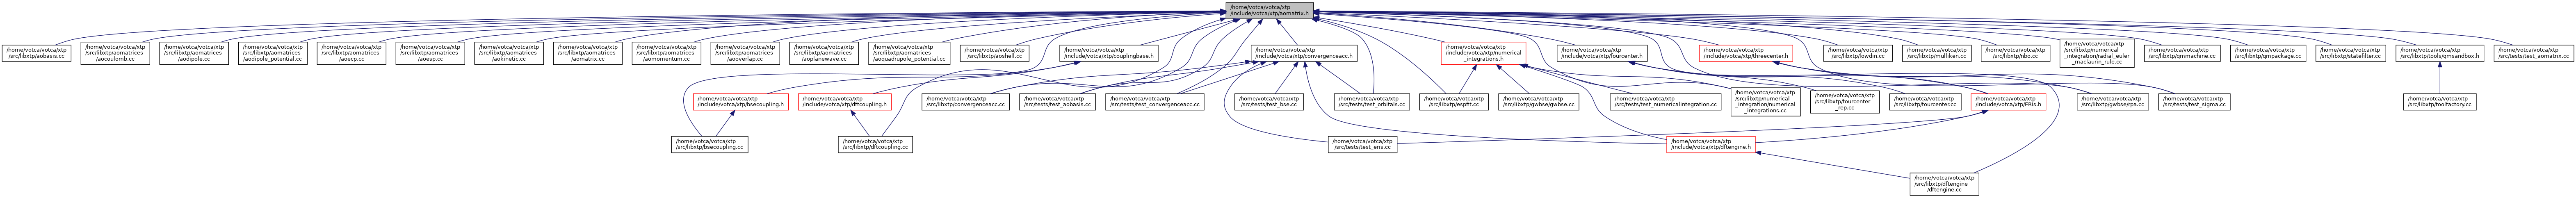 /home/votca/votca/xtp
/include/votca/xtp/aomatrix.h
/home/votca/votca/xtp
/src/libxtp/aobasis.cc
/home/votca/votca/xtp
/src/libxtp/aomatrices
/aocoulomb.cc
/home/votca/votca/xtp
/src/libxtp/aomatrices
/aodipole.cc
/home/votca/votca/xtp
/src/libxtp/aomatrices
/aodipole_potential.cc
/home/votca/votca/xtp
/src/libxtp/aomatrices
/aoecp.cc
/home/votca/votca/xtp
/src/libxtp/aomatrices
/aoesp.cc
/home/votca/votca/xtp
/src/libxtp/aomatrices
/aokinetic.cc
/home/votca/votca/xtp
/src/libxtp/aomatrices
/aomatrix.cc
/home/votca/votca/xtp
/src/libxtp/aomatrices
/aomomentum.cc
/home/votca/votca/xtp
/src/libxtp/aomatrices
/aooverlap.cc
/home/votca/votca/xtp
/src/libxtp/aomatrices
/aoplanewave.cc
/home/votca/votca/xtp
/src/libxtp/aomatrices
/aoquadrupole_potential.cc
/home/votca/votca/xtp
/src/libxtp/aoshell.cc
/home/votca/votca/xtp
/include/votca/xtp/couplingbase.h
/home/votca/votca/xtp
/include/votca/xtp/convergenceacc.h
/home/votca/votca/xtp
/include/votca/xtp/numerical
_integrations.h
/home/votca/votca/xtp
/include/votca/xtp/fourcenter.h
/home/votca/votca/xtp
/include/votca/xtp/threecenter.h
/home/votca/votca/xtp
/src/libxtp/lowdin.cc
/home/votca/votca/xtp
/src/libxtp/mulliken.cc
/home/votca/votca/xtp
/src/libxtp/nbo.cc
/home/votca/votca/xtp
/src/libxtp/numerical
_integration/radial_euler
_maclaurin_rule.cc
/home/votca/votca/xtp
/src/libxtp/qmmachine.cc
/home/votca/votca/xtp
/src/libxtp/qmpackage.cc
/home/votca/votca/xtp
/src/libxtp/statefilter.cc
/home/votca/votca/xtp
/src/libxtp/tools/qmsandbox.h
/home/votca/votca/xtp
/src/tests/test_aomatrix.cc
/home/votca/votca/xtp
/include/votca/xtp/bsecoupling.h
/home/votca/votca/xtp
/include/votca/xtp/dftcoupling.h
/home/votca/votca/xtp
/src/libxtp/convergenceacc.cc
/home/votca/votca/xtp
/src/tests/test_aobasis.cc
/home/votca/votca/xtp
/src/tests/test_convergenceacc.cc
/home/votca/votca/xtp
/src/tests/test_bse.cc
/home/votca/votca/xtp
/src/tests/test_orbitals.cc
/home/votca/votca/xtp
/src/libxtp/espfit.cc
/home/votca/votca/xtp
/src/libxtp/gwbse/gwbse.cc
/home/votca/votca/xtp
/src/tests/test_numericalintegration.cc
/home/votca/votca/xtp
/src/libxtp/numerical
_integration/numerical
_integrations.cc
/home/votca/votca/xtp
/src/libxtp/fourcenter
_rep.cc
/home/votca/votca/xtp
/src/libxtp/fourcenter.cc
/home/votca/votca/xtp
/include/votca/xtp/ERIs.h
/home/votca/votca/xtp
/src/libxtp/gwbse/rpa.cc
/home/votca/votca/xtp
/src/tests/test_sigma.cc
/home/votca/votca/xtp
/src/libxtp/toolfactory.cc
/home/votca/votca/xtp
/src/libxtp/bsecoupling.cc
/home/votca/votca/xtp
/src/libxtp/dftcoupling.cc
/home/votca/votca/xtp
/src/tests/test_eris.cc
/home/votca/votca/xtp
/include/votca/xtp/dftengine.h
/home/votca/votca/xtp
/src/libxtp/dftengine
/dftengine.cc